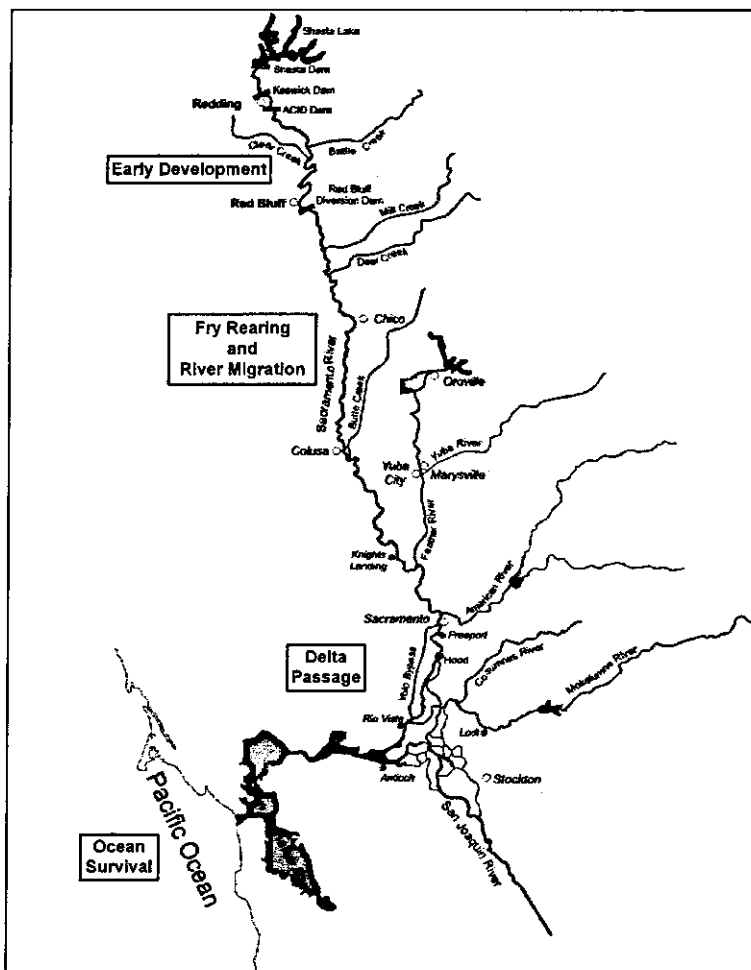 Shasta Lake
Shasta Dam
Keswick Dam
Redding
ACID Dam
Clear Creek
Battle Creek
Early Development
Red Bluff
Red Bluff
Diversion Dam
Mill Creek
Deer Creek
Chico
Fry Rearing
and
River Migration
Sacramento River
Butte Creek
Oroville
Colusa
Yuba River
Yuba
City
Marysville
Feather River
Knights
Landing
American River
Sacramento
Freeport
Delta
Passage
Yolo Bypass
Hood
Cosumnes River
Mokelumne River
Rio Vista
Lodi
Antioch
Stockton
San Joaquin River
Pacific Ocean
Ocean
Survival